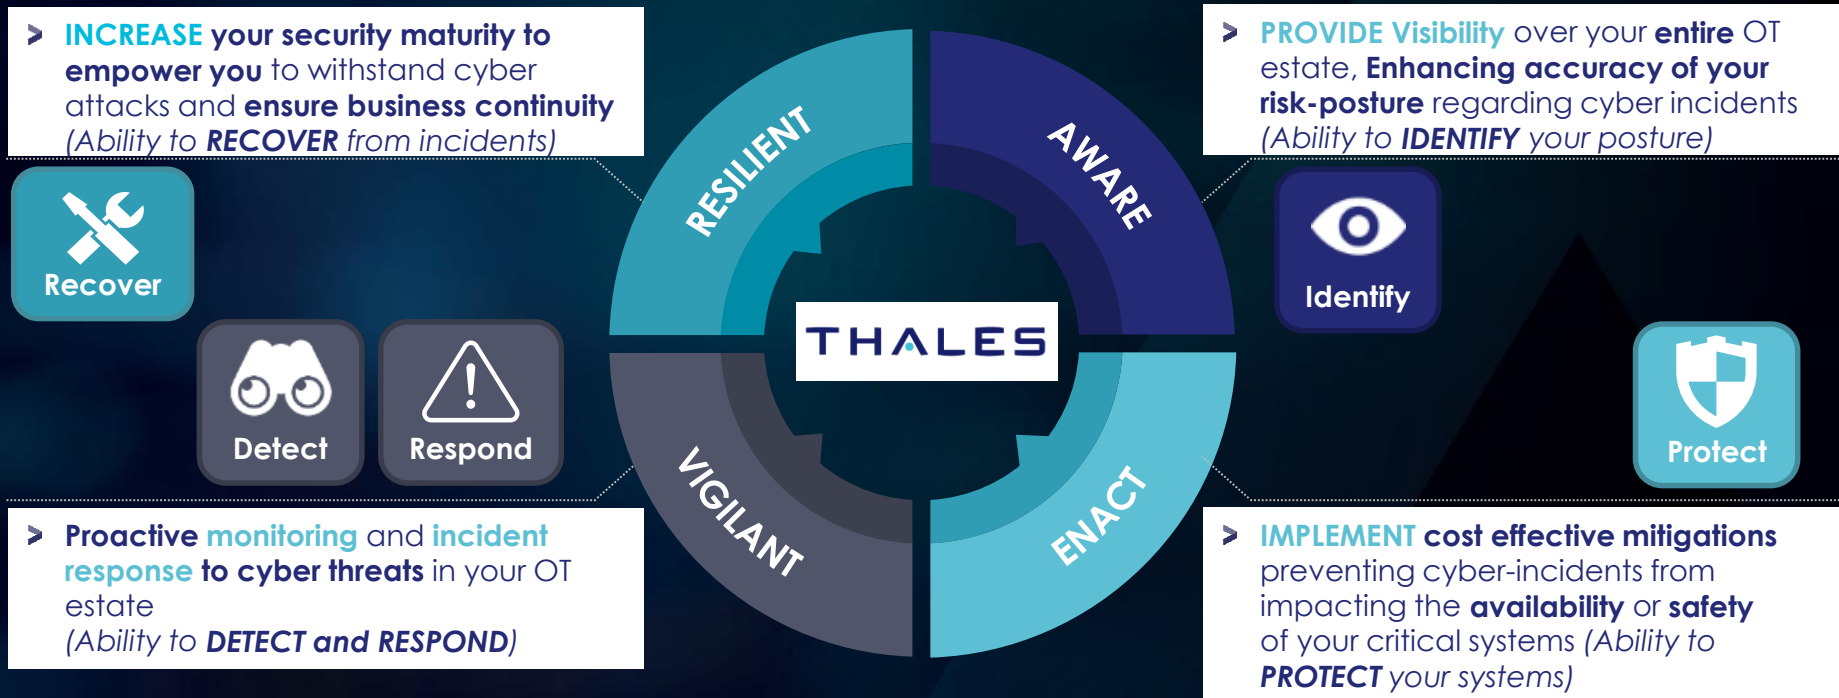 > INCREASE your security maturity to
empower you to withstand cyber
attacks and ensure business continuity
(Ability to RECOVER from incidents)
> PROVIDE Visibility over your entire OT
estate, Enhancing accuracy of your
risk-posture regarding cyber incidents
(Ability to IDENTIFY your posture)
RESILIENT
AWARE
Recover
Identify
THALES
Detect
Respond
Protect
VIGILANT
ENACT
> Proactive monitoring and incident
response to cyber threats in your OT
estate
(Ability to DETECT and RESPOND)
> IMPLEMENT cost effective mitigations
preventing cyber-incidents from
impacting the availability or safety
of your critical systems (Ability to
PROTECT your systems)